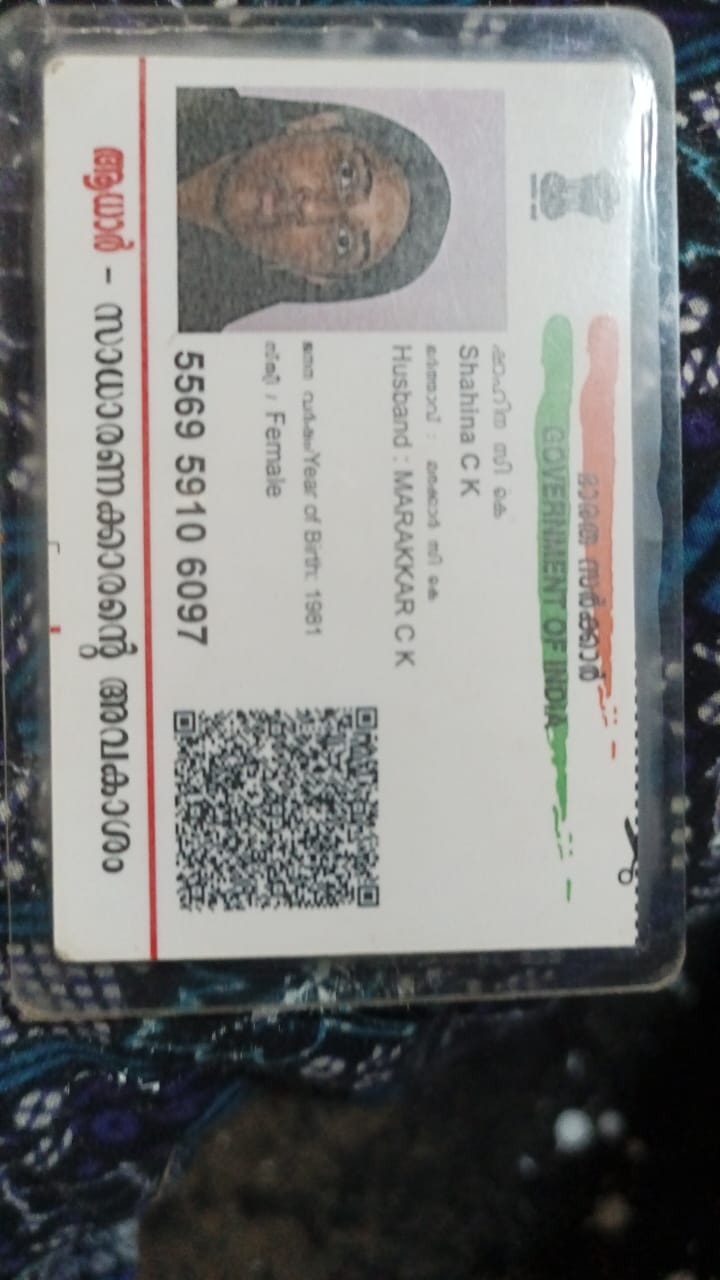 ഭാരത സർക്കാർ
GOVERNMENT OF INDIA
ഷാഹിന സി കെ
Shahina C K
ഭർത്താവ് : മരക്കാർ സി കെ
Husband : MARAKKAR C K
ജനന വർഷം/Year of Birth: 1981
സ്ത്രീ / Female
5569 5910 6097
ആധാർ - സാധാരണക്കാരന്റെ അവകാശം